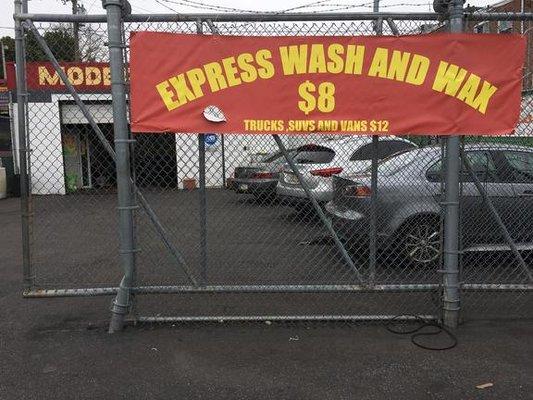 MODE
EXPRESS WASH AND WAX
$8
TRUCKS ,SUVS AND VANS $12